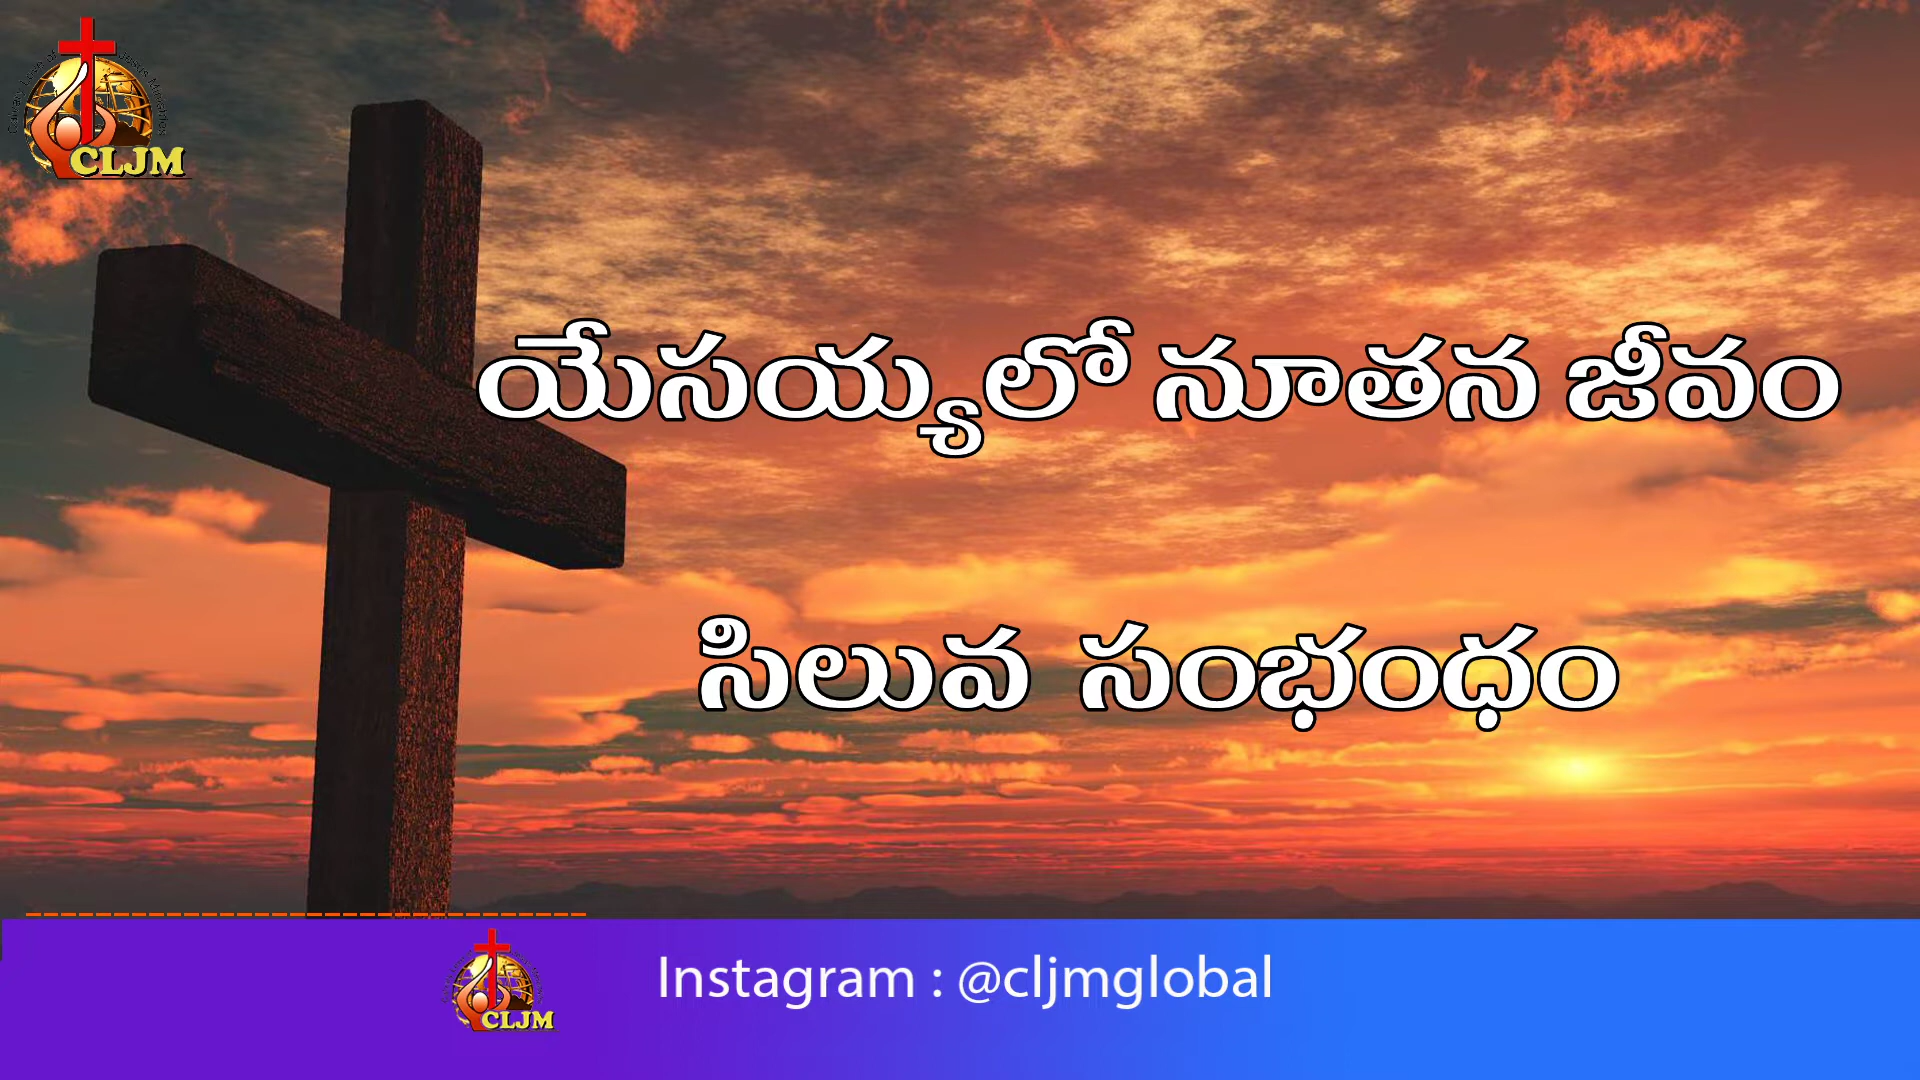 CLJM
యేసయ్యలో నూతన జీవం
సిలువ సంభంధం
Instagram : @cljmglobal
CLJM